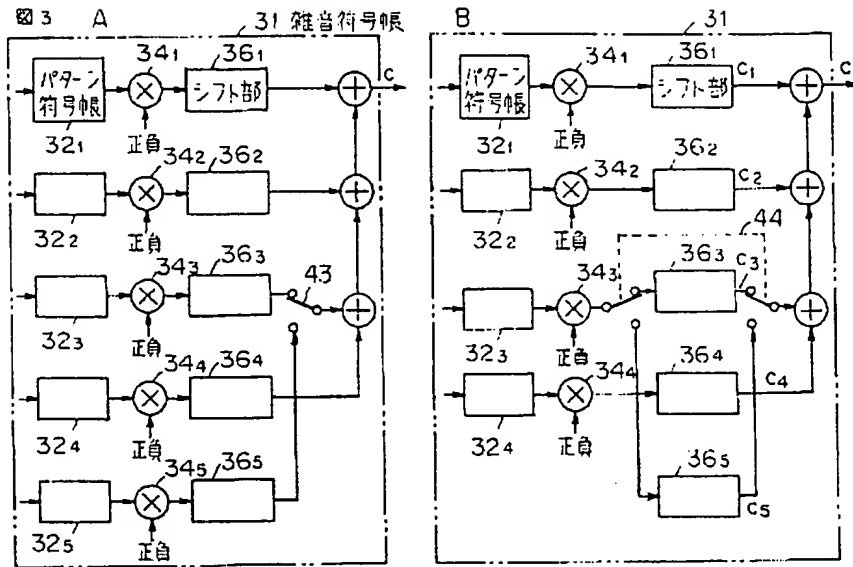 図3 A
31 雑音符号帳
パターン
符号帳
321
341
正負
361
シフト部
C
322
342
正負
362
323
343
正負
363
43
324
344
正負
364
325
345
正負
365
B
31
パターン
符号帳
321
341
正負
361
シフト部
C1
C
322
342
正負
362
C2
44
323
343
正負
363
C3
324
344
正負
364
C4
365
C5